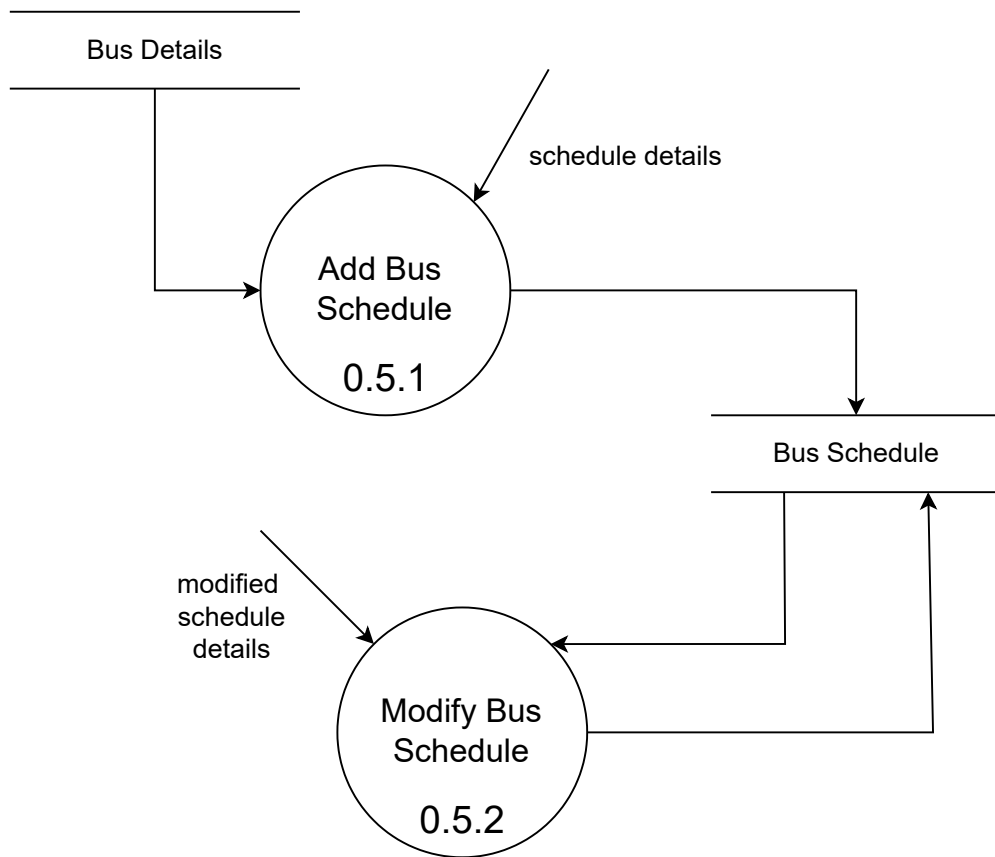 Bus Details
schedule details
Add Bus
Schedule
0.5.1
Bus Schedule
modified
schedule
details
Modify Bus
Schedule
0.5.2